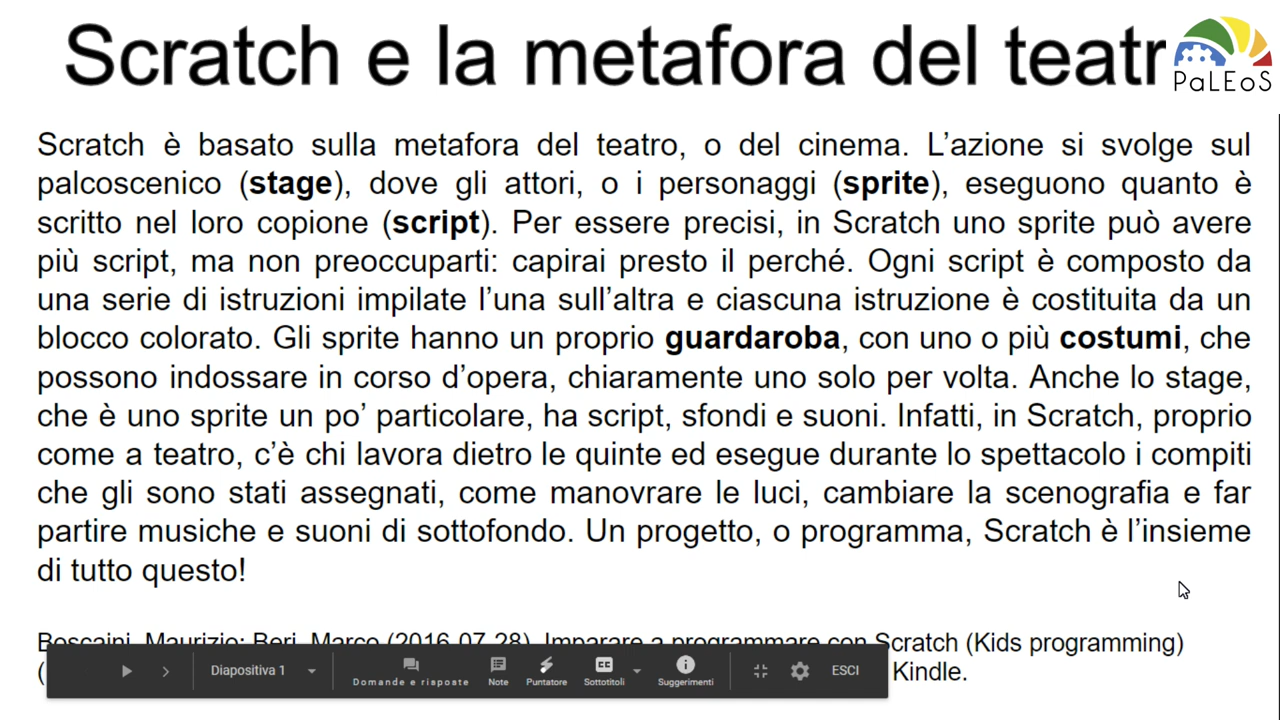 Scratch e la metafora del teatr
PaLEoS
Scratch è basato sulla metafora del teatro, o del cinema. L’azione si svolge sul
palcoscenico (stage), dove gli attori, o i personaggi (sprite), eseguono quanto è
scritto nel loro copione (script). Per essere precisi, in Scratch uno sprite può avere
più script, ma non preoccuparti: capirai presto il perché. Ogni script è composto da
una serie di istruzioni impilate l’una sull’altra e ciascuna istruzione è costituita da un
blocco colorato. Gli sprite hanno un proprio guardaroba, con uno o più costumi, che
possono indossare in corso d’opera, chiaramente uno solo per volta. Anche lo stage,
che è uno sprite un po’ particolare, ha script, sfondi e suoni. Infatti, in Scratch, proprio
come a teatro, c’è chi lavora dietro le quinte ed esegue durante lo spettacolo i compiti
che gli sono stati assegnati, come manovrare le luci, cambiare la scenografia e far
partire musiche e suoni di sottofondo. Un progetto, o programma, Scratch è l’insieme
di tutto questo!
Boscaini, Maurizio; Beri, Marco (2016-07-28). Imparare a programmare con Scratch (Kids programming)
( Kindle.
Diapositiva 1 Domande e risposte Note Puntatore Sottotitoli Suggerimenti ESCI